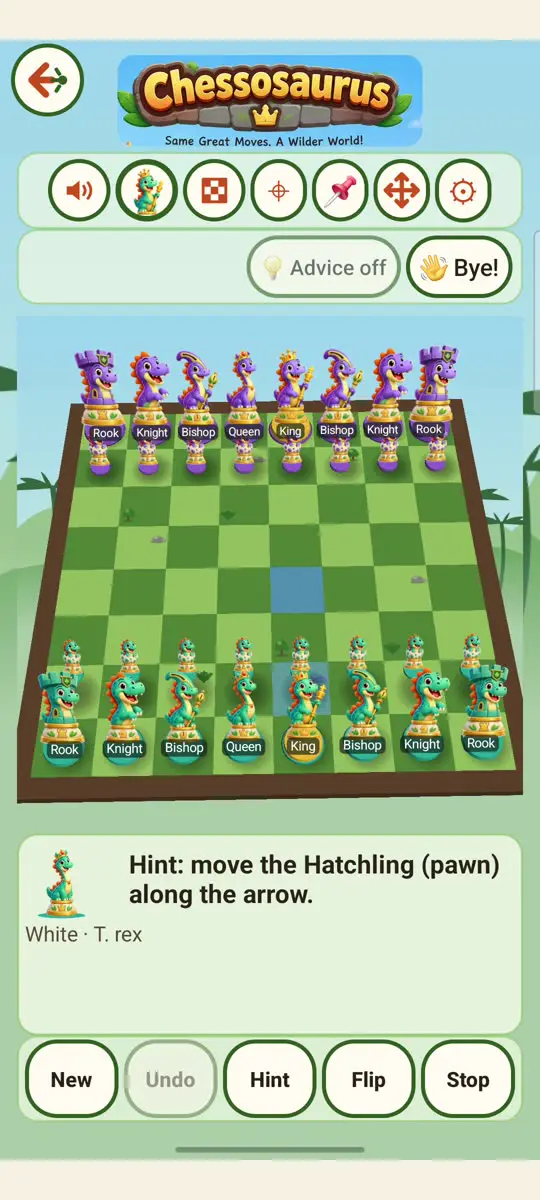 Chessosaurus
Same Great Moves. A Wilder World!
Advice off
Bye!
Rook Knight Bishop Queen King Bishop Knight Rook
Rook Knight Bishop Queen King Bishop Knight Rook
Hint: move the Hatchling (pawn)
along the arrow.
White · T. rex
New Undo Hint Flip Stop